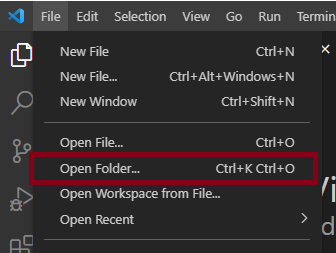 File Edit Selection View Go Run Termin
New File Ctrl+N
New File... Ctrl+Alt+Windows+N
New Window Ctrl+Shift+N
Open File... Ctrl+O
Open Folder... Ctrl+K Ctrl+O
Open Workspace from File...
Open Recent